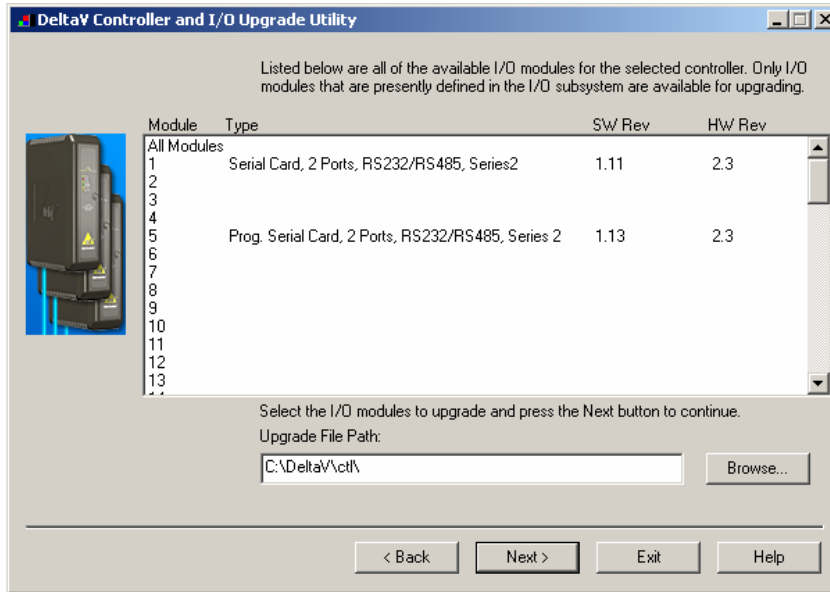 DeltaV Controller and I/O Upgrade Utility
Listed below are all of the available I/O modules for the selected controller. Only I/O
modules that are presently defined in the I/O subsystem are available for upgrading.
Module Type SW Rev HW Rev
All Modules
1 Serial Card, 2 Ports, RS232/RS485, Series2 1.11 2.3
2
3
4
5 Prog. Serial Card, 2 Ports, RS232/RS485, Series 2 1.13 2.3
6
7
8
9
10
11
12
13
Select the I/O modules to upgrade and press the Next button to continue.
Upgrade File Path:
C:\DeltaV\ctl\
Browse...
< Back Next > Exit Help